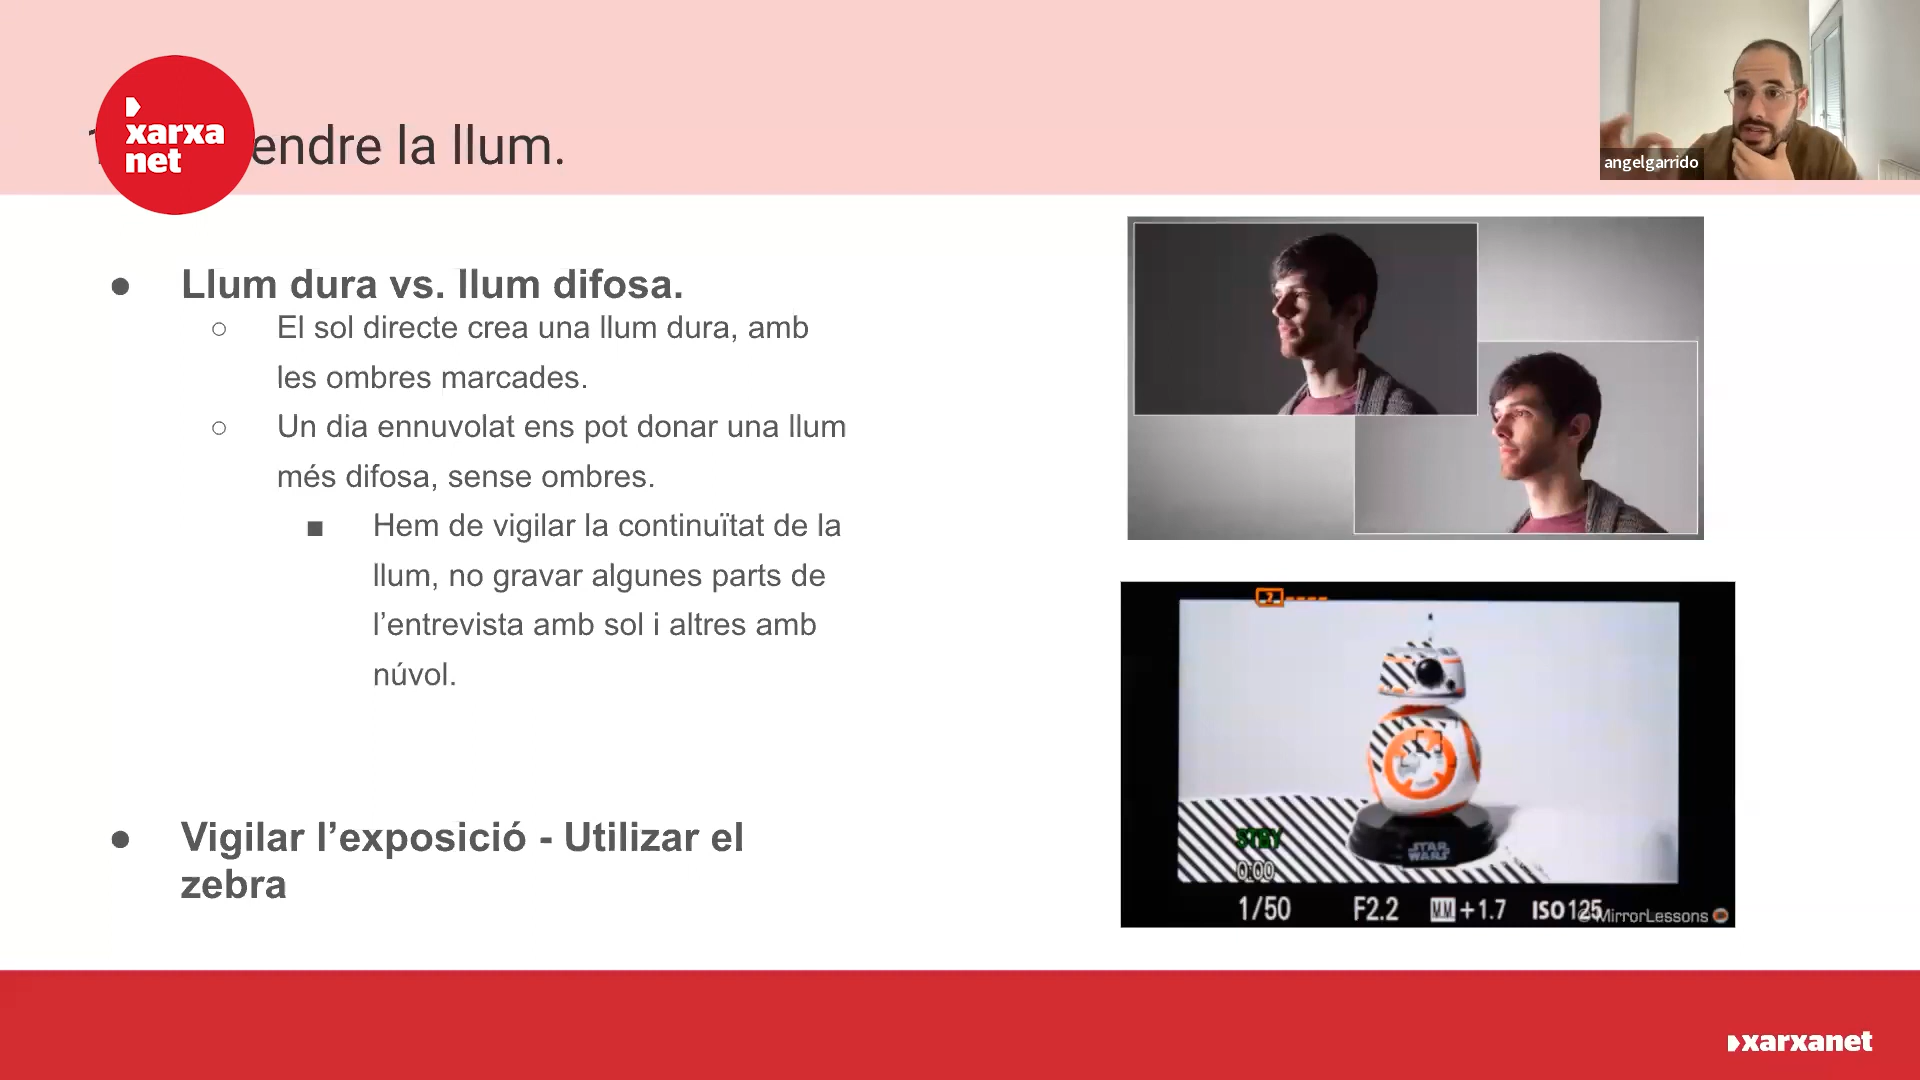 xarxa
net
endre la llum.
angelgarrido
● Llum dura vs. llum difosa.
○ El sol directe crea una llum dura, amb
les ombres marcades.
○ Un dia ennuvolat ens pot donar una llum
més difosa, sense ombres.
■ Hem de vigilar la continuïtat de la
llum, no gravar algunes parts de
l’entrevista amb sol i altres amb
núvol.
● Vigilar l’exposició - Utilizar el
zebra
2
STAR
WARS
STBY
0:00
1/50 F2.2 M.M. +1.7 ISO 125
© MirrorLessons
xarxanet